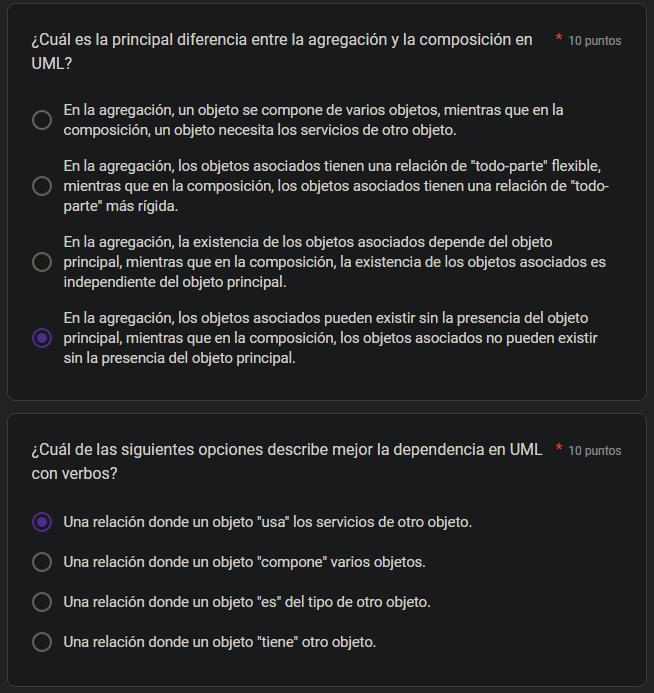 ¿Cuál es la principal diferencia entre la agregación y la composición en * 10 puntos
UML?
En la agregación, un objeto se compone de varios objetos, mientras que en la
composición, un objeto necesita los servicios de otro objeto.
En la agregación, los objetos asociados tienen una relación de "todo-parte" flexible,
mientras que en la composición, los objetos asociados tienen una relación de "todo-
parte" más rígida.
En la agregación, la existencia de los objetos asociados depende del objeto
principal, mientras que en la composición, la existencia de los objetos asociados es
independiente del objeto principal.
En la agregación, los objetos asociados pueden existir sin la presencia del objeto
principal, mientras que en la composición, los objetos asociados no pueden existir
sin la presencia del objeto principal.
¿Cuál de las siguientes opciones describe mejor la dependencia en UML * 10 puntos
con verbos?
Una relación donde un objeto "usa" los servicios de otro objeto.
Una relación donde un objeto "compone" varios objetos.
Una relación donde un objeto "es" del tipo de otro objeto.
Una relación donde un objeto "tiene" otro objeto.